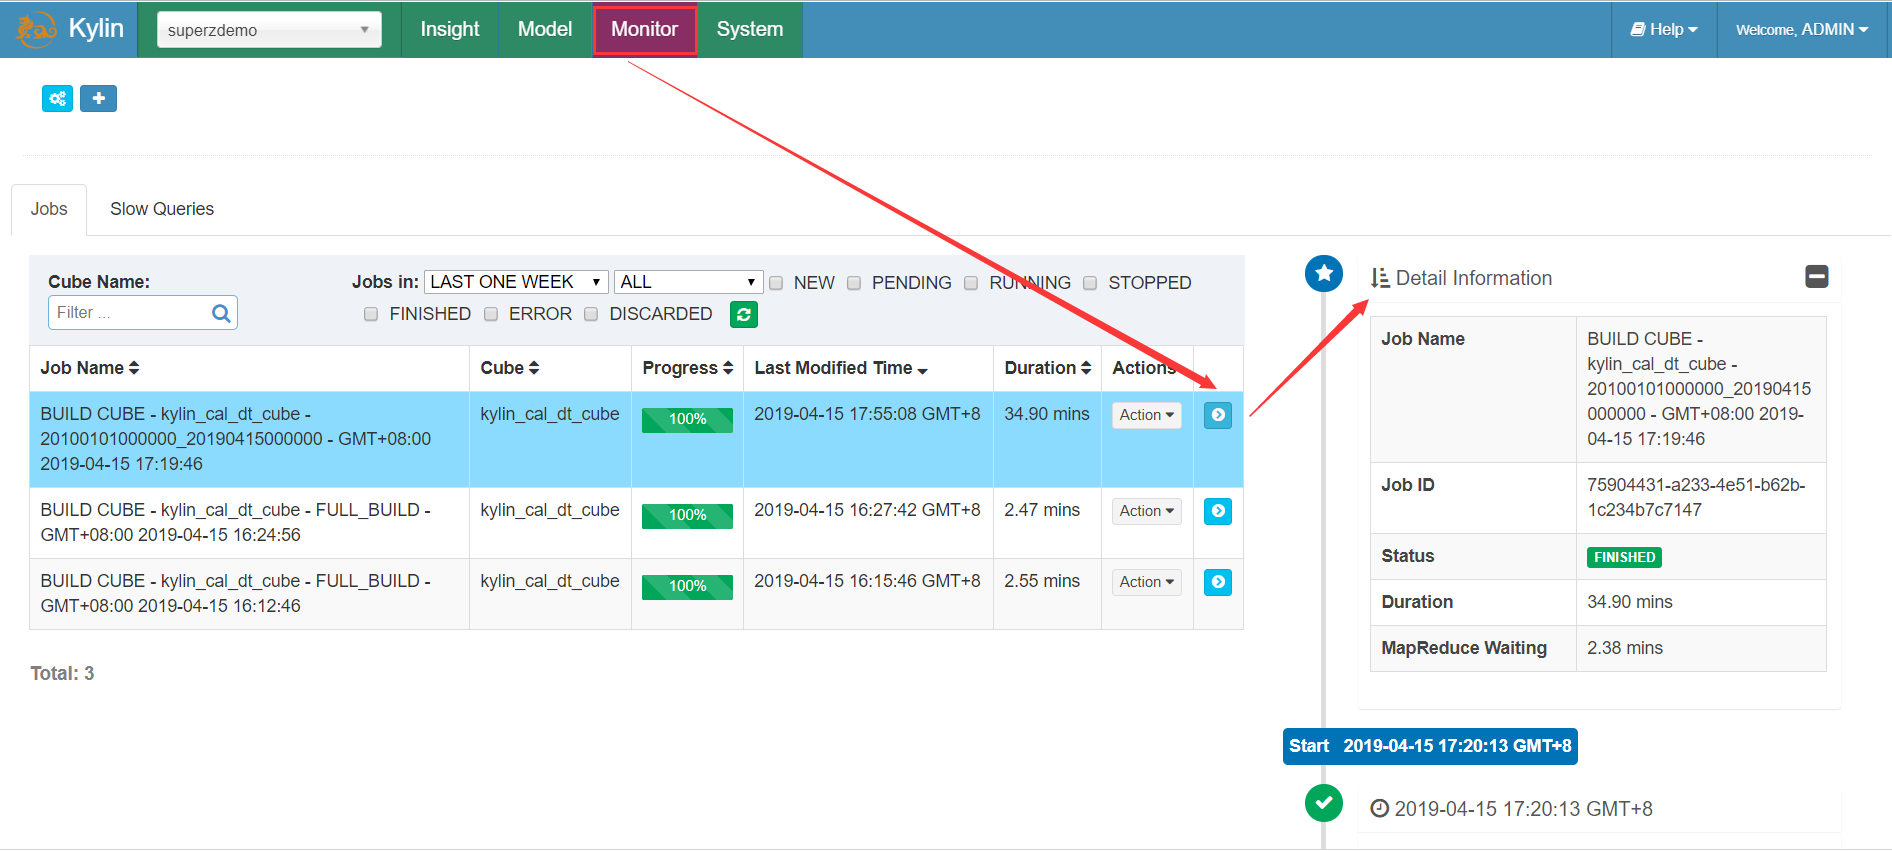 Kylin
superzdemo
Insight
Model
Monitor
System
Help
Welcome, ADMIN
Jobs
Slow Queries
Cube Name:
Filter ...
Jobs in: LAST ONE WEEK ALL NEW PENDING RUNNING STOPPED
FINISHED ERROR DISCARDED
Job Name Cube Progress Last Modified Time Duration Actions
BUILD CUBE - kylin_cal_dt_cube -
20100101000000_20190415000000 - GMT+08:00
2019-04-15 17:19:46
kylin_cal_dt_cube
100%
2019-04-15 17:55:08 GMT+8
34.90 mins
Action
BUILD CUBE - kylin_cal_dt_cube - FULL_BUILD -
GMT+08:00 2019-04-15 16:24:56
kylin_cal_dt_cube
100%
2019-04-15 16:27:42 GMT+8
2.47 mins
Action
BUILD CUBE - kylin_cal_dt_cube - FULL_BUILD -
GMT+08:00 2019-04-15 16:12:46
kylin_cal_dt_cube
100%
2019-04-15 16:15:46 GMT+8
2.55 mins
Action
Total: 3
Detail Information
Job Name
BUILD CUBE -
kylin_cal_dt_cube -
20100101000000_20190415
000000 - GMT+08:00 2019-
04-15 17:19:46
Job ID
75904431-a233-4e51-b62b-
1c234b7c7147
Status
FINISHED
Duration
34.90 mins
MapReduce Waiting
2.38 mins
Start 2019-04-15 17:20:13 GMT+8
2019-04-15 17:20:13 GMT+8